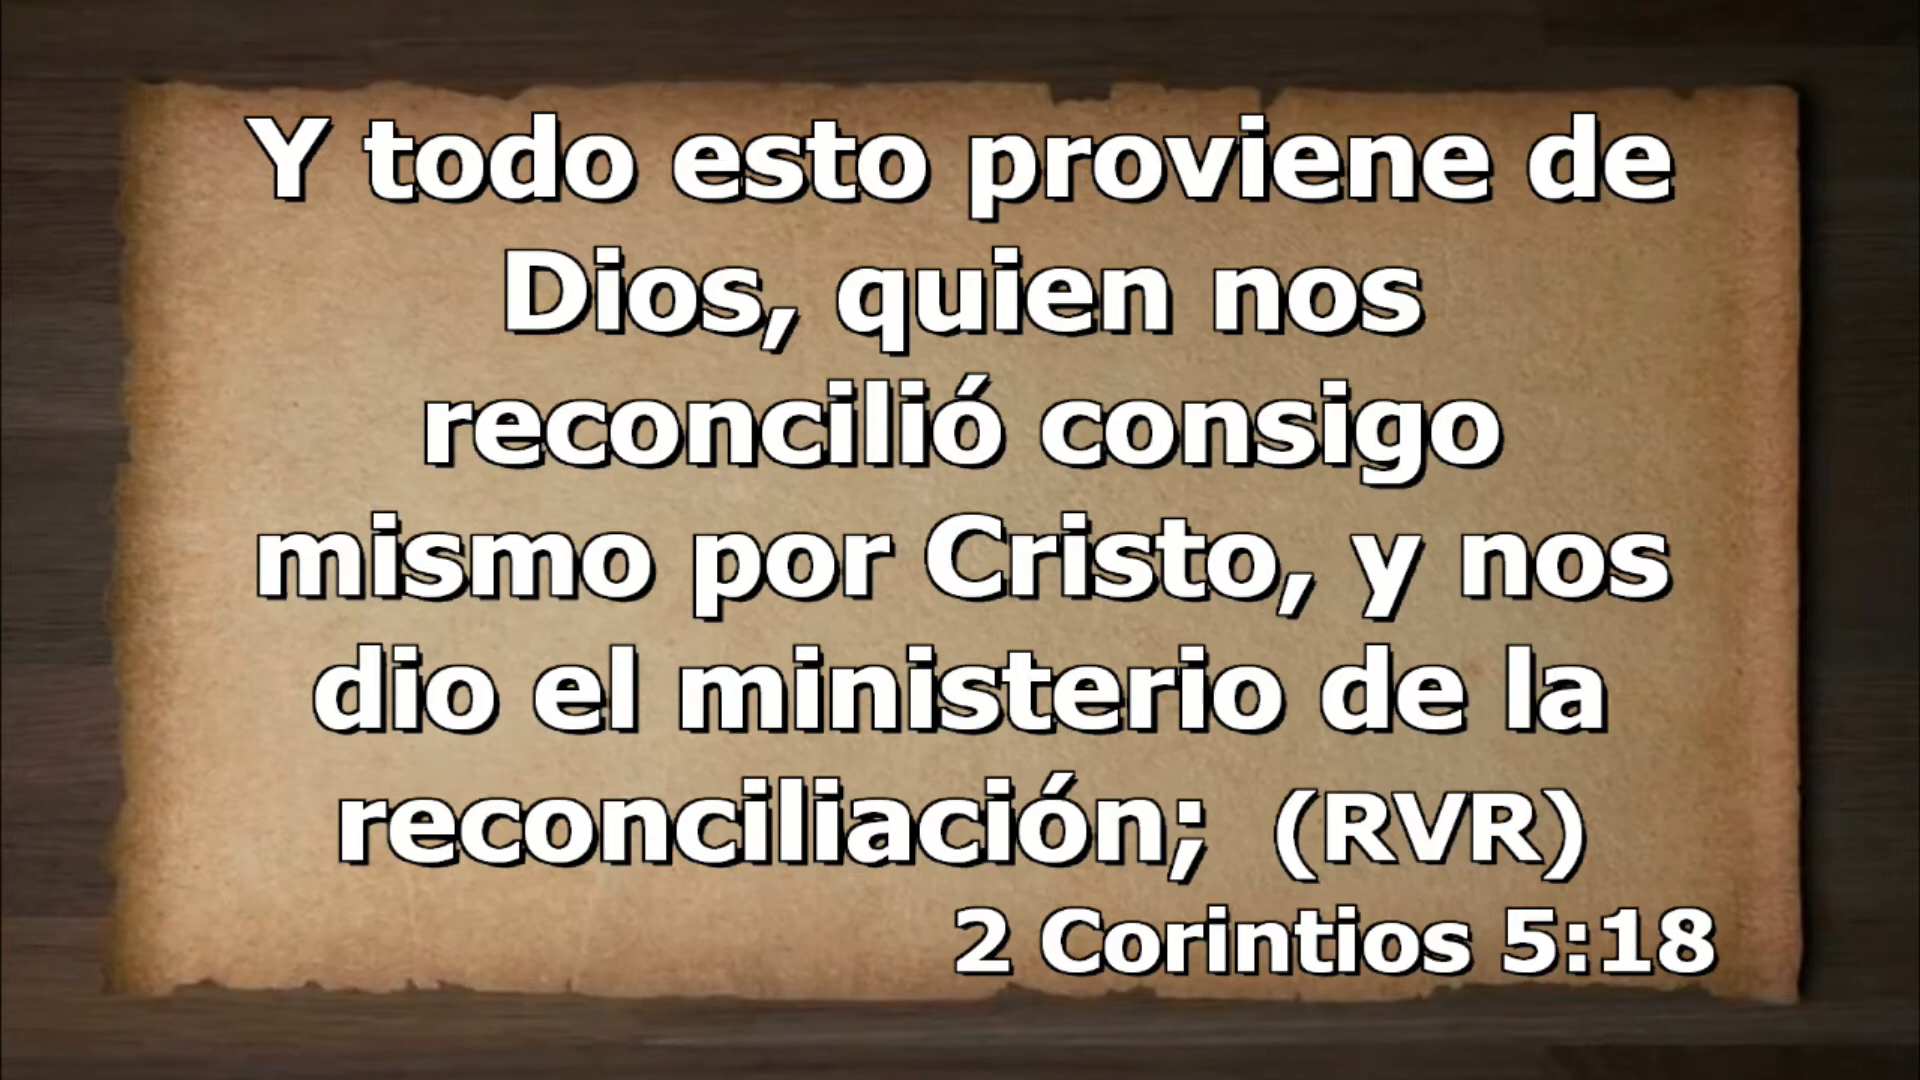 Y todo esto proviene de
Dios, quien nos
reconcilió consigo
mismo por Cristo, y nos
dio el ministerio de la
reconciliación; (RVR)
2 Corintios 5:18